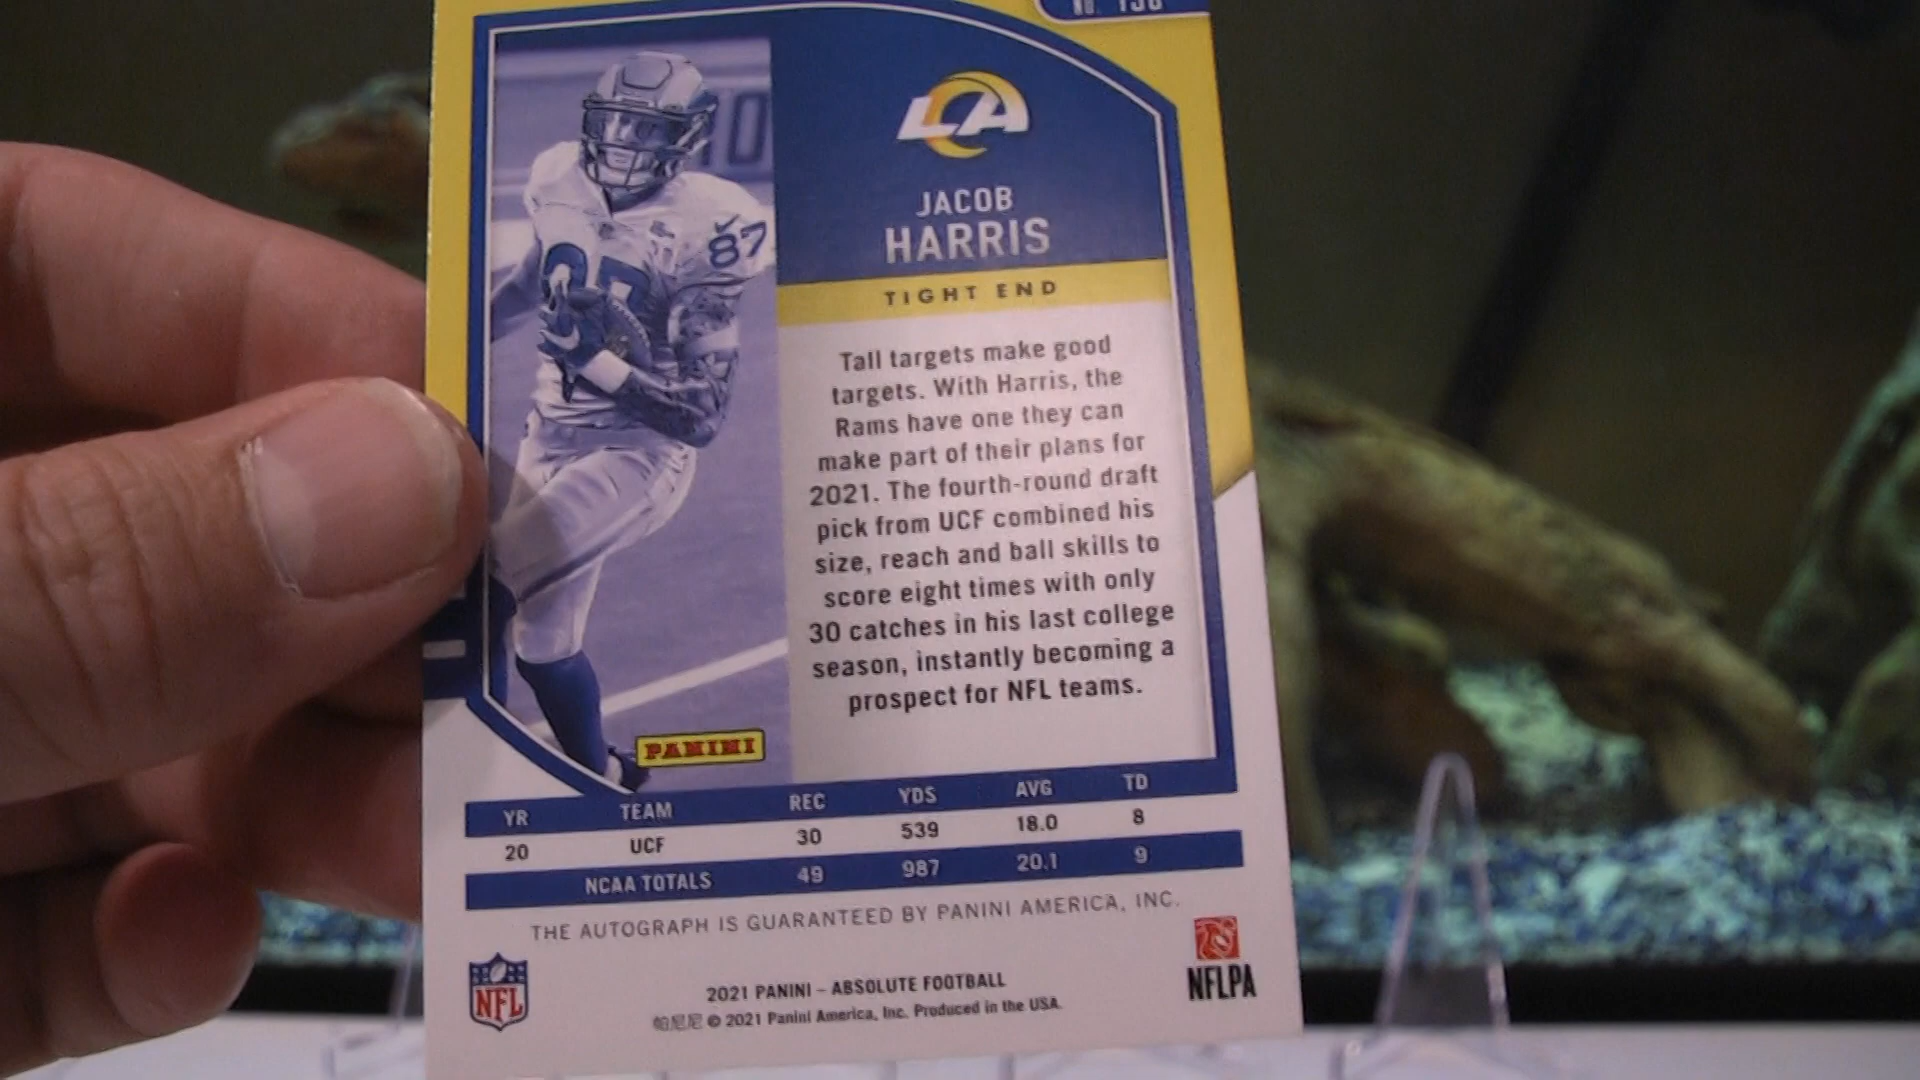 LA
JACOB
HARRIS
TIGHT END
87
87
Tall targets make good
targets. With Harris, the
Rams have one they can
make part of their plans for
2021. The fourth-round draft
pick from UCF combined his
size, reach and ball skills to
score eight times with only
30 catches in his last college
season, instantly becoming a
prospect for NFL teams.
PANINI
YR TEAM REC YDS AVG TD
20 UCF 30 539 18.0 8
NCAA TOTALS 49 987 20.1 9
THE AUTOGRAPH IS GUARANTEED BY PANINI AMERICA, INC.
NFL
NFLPA
2021 PANINI – ABSOLUTE FOOTBALL
帕尼尼 © 2021 Panini America, Inc. Produced in the USA.